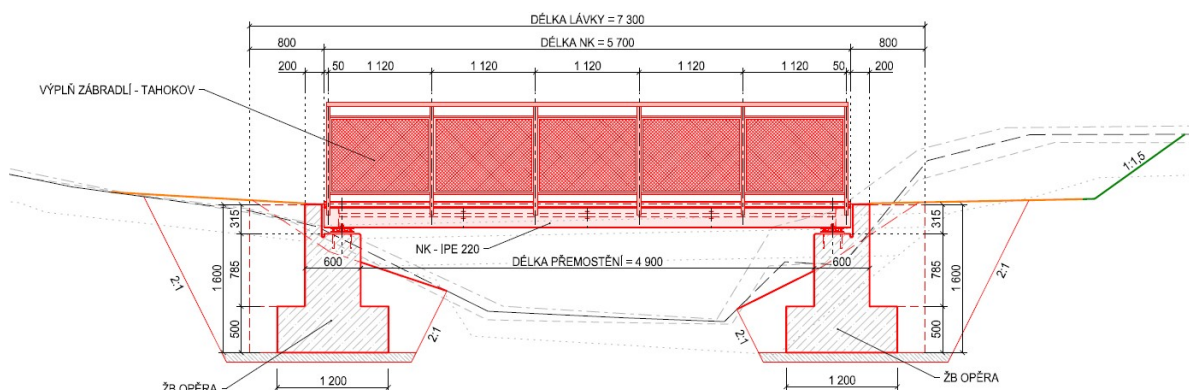 DÉLKA LÁVKY = 7 300
800 DÉLKA NK = 5 700 800
200 50 1 120 1 120 1 120 1 120 1 120 50 200
VÝPLŇ ZÁBRADLÍ - TAHOKOV
1:1,5
315 315
NK - IPE 220
600 DÉLKA PŘEMOSTĚNÍ = 4 900 600
2:1 1 600 785 785 1 600 2:1
500 2:1 2:1 500
ŽB OPĚRA 1 200 1 200 ŽB OPĚRA